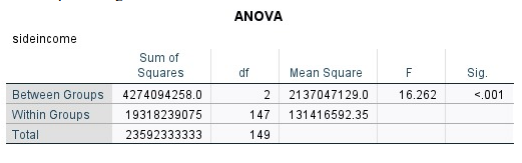 ANOVA
sideincome
Sum of Squares df Mean Square F Sig.
Between Groups 4274094258.0 2 2137047129.0 16.262 <.001
Within Groups 19318239075 147 131416592.35
Total 23592333333 149